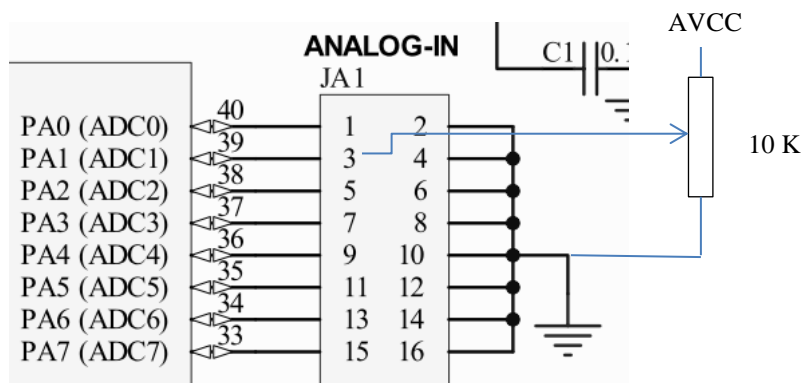 AVCC
ANALOG-IN
C1 0.
JA1
40
PA0 (ADC0) 1 2
39
PA1 (ADC1) 3 4
10 K
38
PA2 (ADC2) 5 6
37
PA3 (ADC3) 7 8
36
PA4 (ADC4) 9 10
35
PA5 (ADC5) 11 12
34
PA6 (ADC6) 13 14
33
PA7 (ADC7) 15 16